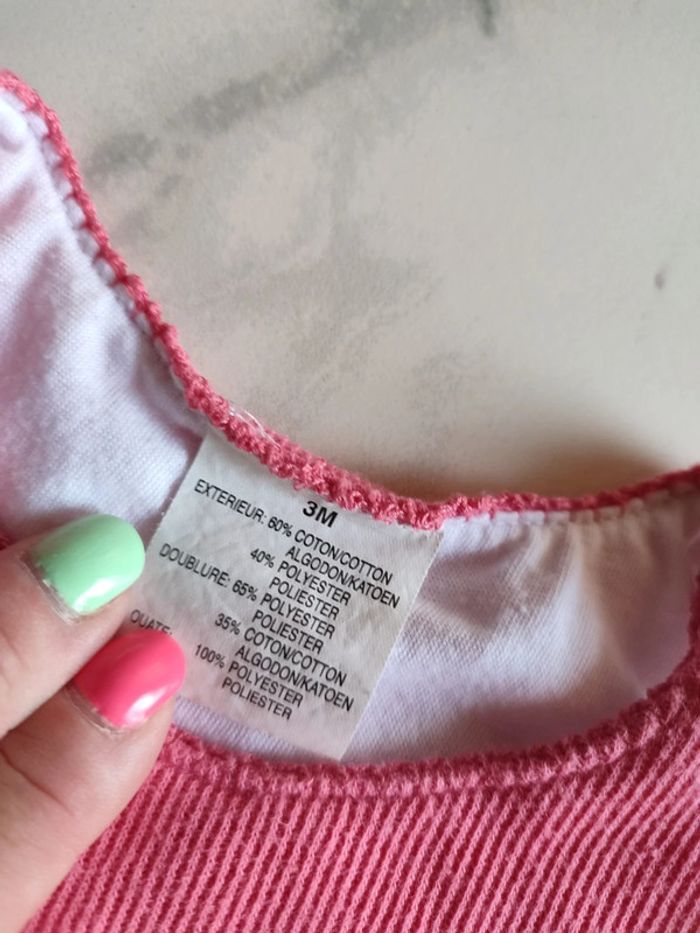 3M
EXTERIEUR: 60% COTON/COTTON
ALGODON/KATOEN
40% POLYESTER
POLIESTER
DOUBLURE: 65% POLYESTER
POLIESTER
35% COTON/COTTON
ALGODON/KATOEN
OUATE: 100% POLYESTER
POLIESTER